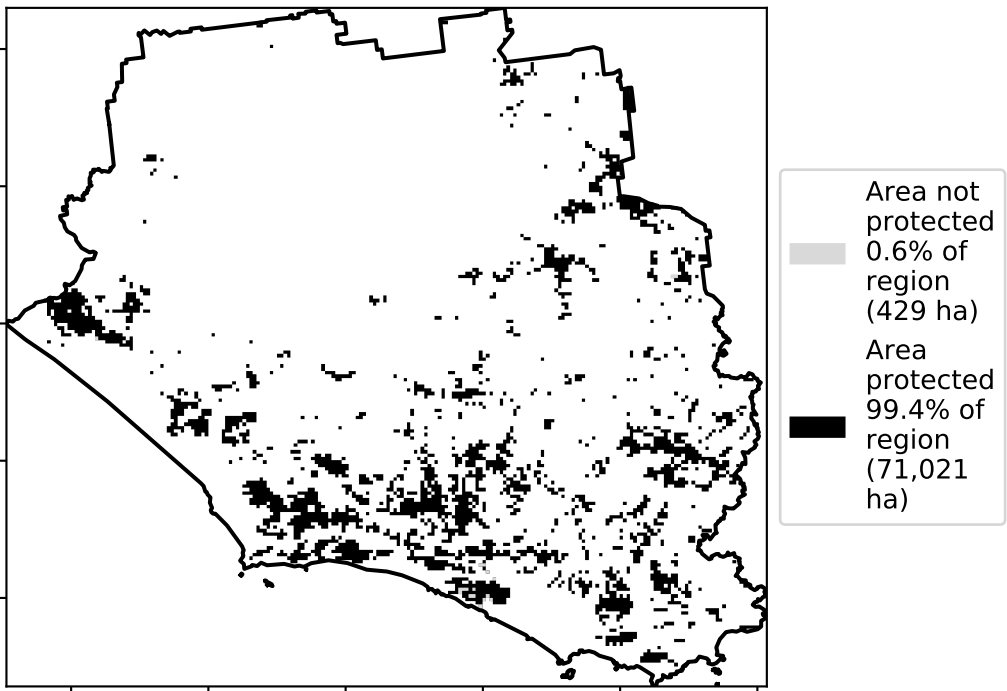 Area not
protected
0.6% of
region
(429 ha)
Area
protected
99.4% of
region
(71,021
ha)